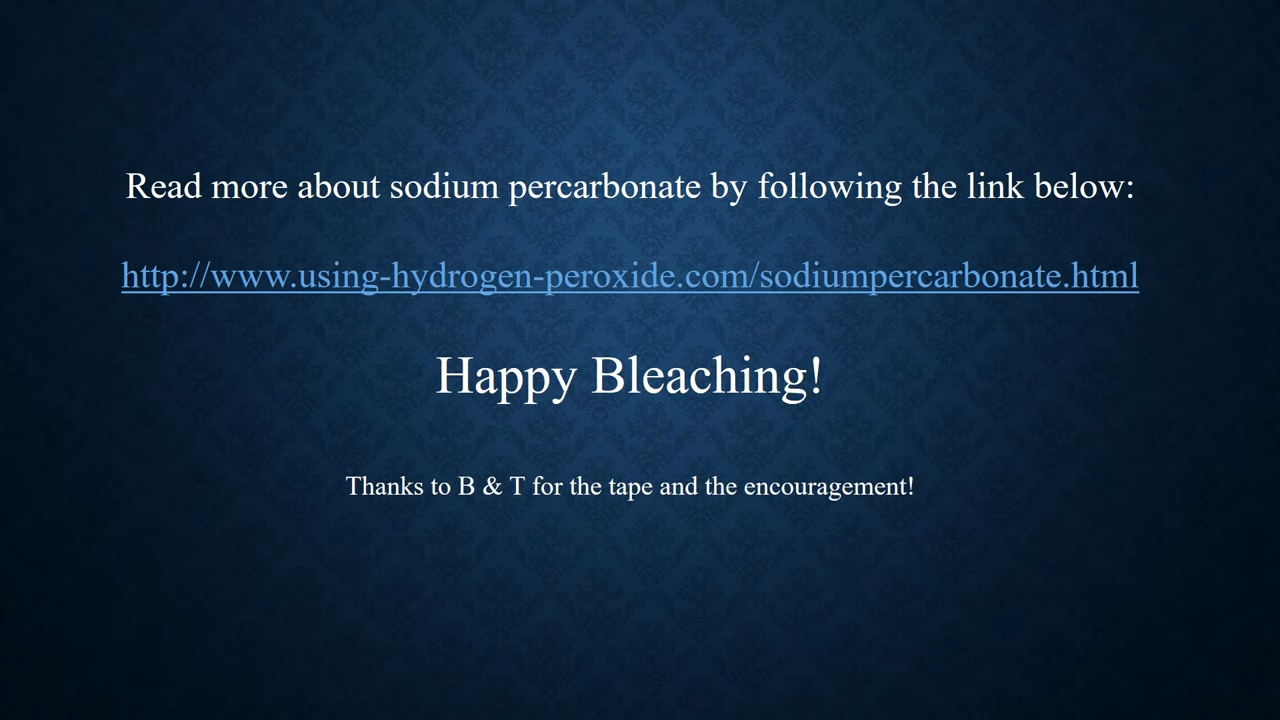 Read more about sodium percarbonate by following the link below:
http://www.using-hydrogen-peroxide.com/sodiumpercarbonate.html
Happy Bleaching!
Thanks to B & T for the tape and the encouragement!